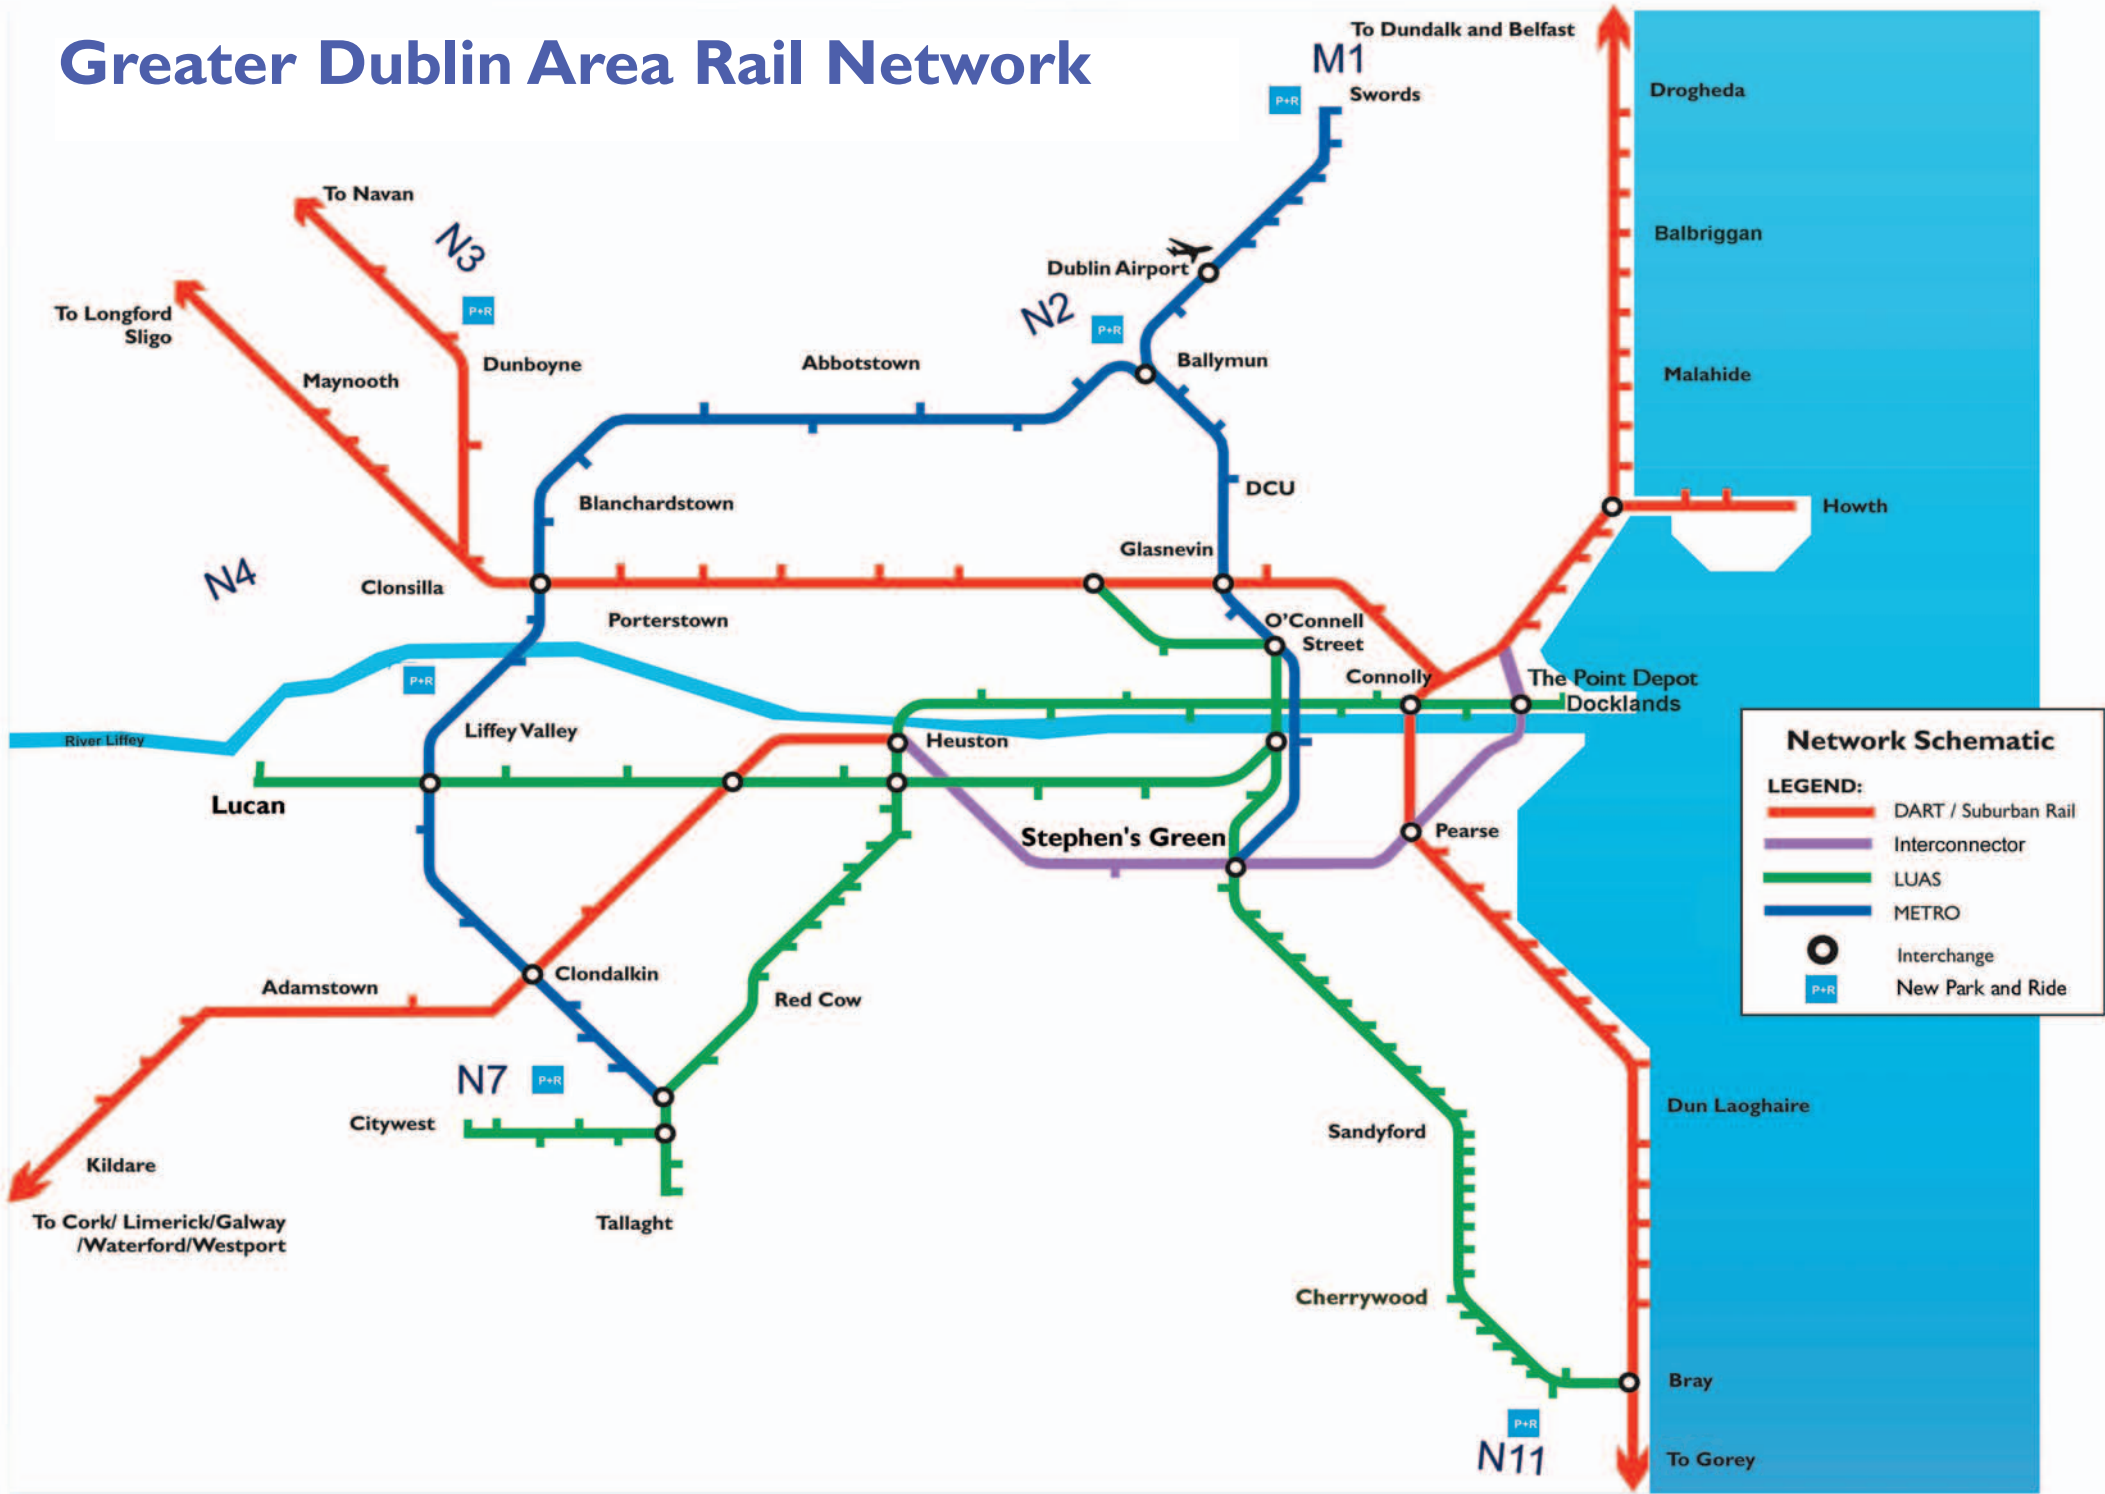 Greater Dublin Area Rail Network
To Dundalk and Belfast
M1
P+R
Swords
Drogheda
To Navan
N3
Balbriggan
Dublin Airport
P+R
To Longford
Sligo
N2
P+R
Dunboyne
Abbotstown
Ballymun
Maynooth
Malahide
Blanchardstown
DCU
Howth
Glasnevin
N4
Clonsilla
Porterstown
O'Connell
Street
P+R
Connolly
The Point Depot
Docklands
Liffey Valley
River Liffey
Heuston
Lucan
Stephen's Green
Pearse
Network Schematic
LEGEND:
DART / Suburban Rail
Interconnector
LUAS
METRO
Interchange
P+R
New Park and Ride
Clondalkin
Adamstown
Red Cow
N7
P+R
Citywest
Kildare
Dun Laoghaire
Sandyford
To Cork/ Limerick/Galway
/Waterford/Westport
Tallaght
Cherrywood
Bray
P+R
N11
To Gorey